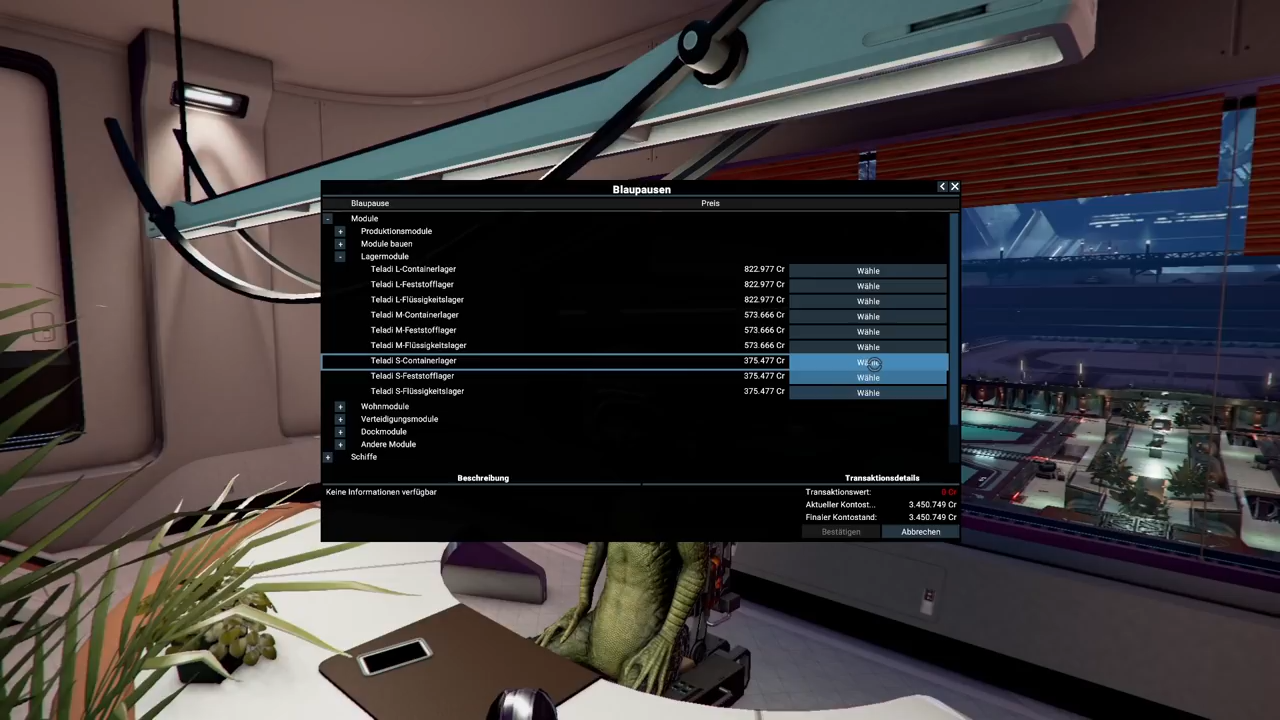 Blaupausen
Blaupause Preis
Module
Produktionsmodule
Module bauen
Lagermodule
Teladi L-Containerlager 822.977 Cr Wähle
Teladi L-Feststofflager 822.977 Cr Wähle
Teladi L-Flüssigkeitslager 822.977 Cr Wähle
Teladi M-Containerlager 573.666 Cr Wähle
Teladi M-Feststofflager 573.666 Cr Wähle
Teladi M-Flüssigkeitslager 573.666 Cr Wähle
Teladi S-Containerlager 375.477 Cr
Teladi S-Feststofflager 375.477 Cr Wähle
Teladi S-Flüssigkeitslager 375.477 Cr Wähle
Wohnmodule
Verteidigungsmodule
Dockmodule
Andere Module
Schiffe
Beschreibung Transaktionsdetails
Keine Informationen verfügbar
Transaktionswert: 0 Cr
Aktueller Kontost... 3.450.749 Cr
Finaler Kontostand: 3.450.749 Cr
Bestätigen Abbrechen